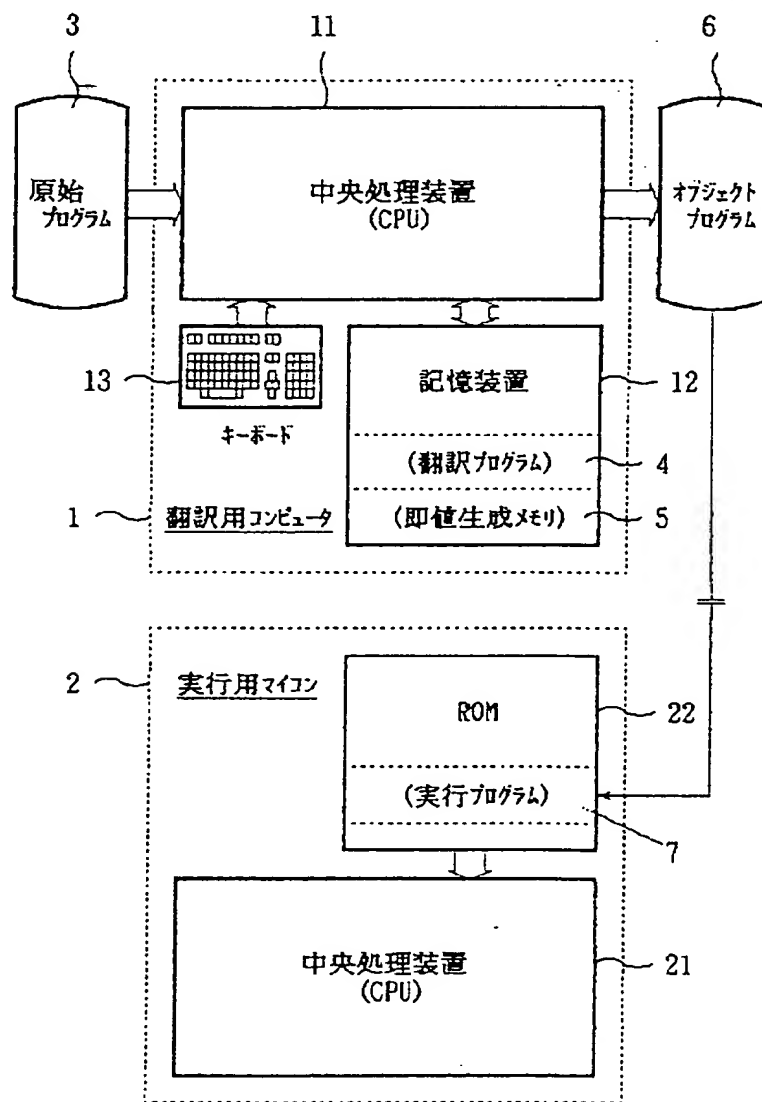 3
11
6
原始
プログラム
中央処理装置
(CPU)
オブジェクト
プログラム
13
キーボード
記憶装置
12
(翻訳プログラム)
4
(即値生成メモリ)
5
1
翻訳用コンピュータ
2
実行用マイコン
ROM
22
(実行プログラム)
7
中央処理装置
(CPU)
21